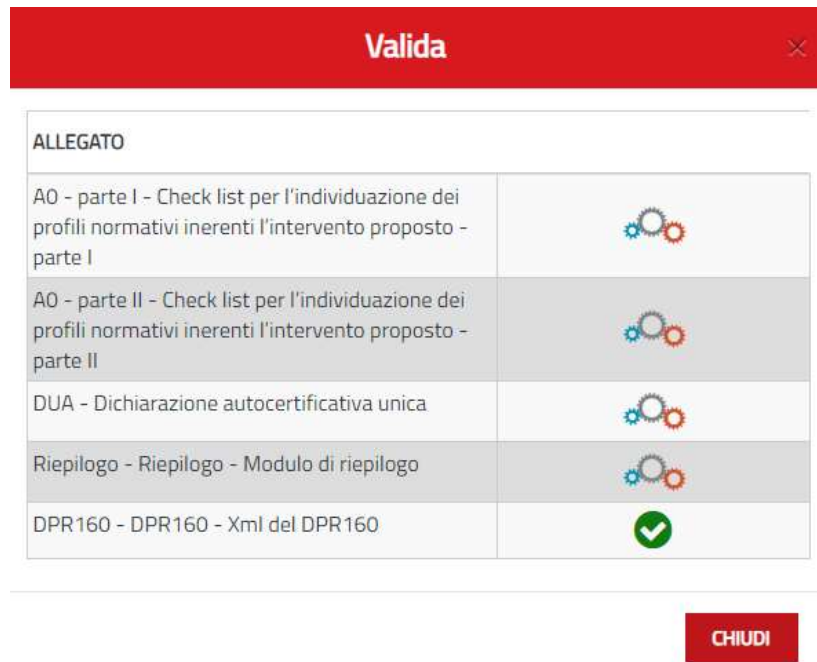 Valida
ALLEGATO
A0 - parte I - Check list per l'individuazione dei
profili normativi inerenti l'intervento proposto -
parte I
A0 - parte II - Check list per l'individuazione dei
profili normativi inerenti l'intervento proposto -
parte II
DUA - Dichiarazione autocertificativa unica
Riepilogo - Riepilogo - Modulo di riepilogo
DPR160 - DPR160 - Xml del DPR160
CHIUDI